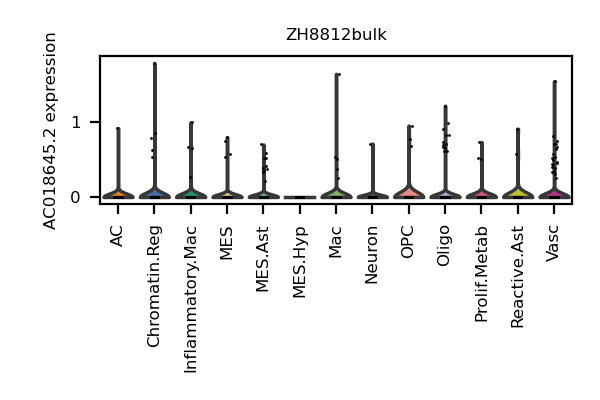 ZH8812bulk
AC018645.2 expression
1
0
AC
Chromatin.Reg
Inflammatory.Mac
MES
MES.Ast
MES.Hyp
Mac
Neuron
OPC
Oligo
Prolif.Metab
Reactive.Ast
Vasc